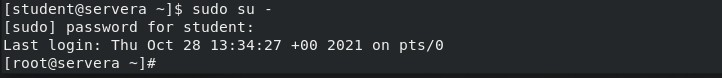 [student@servera ~]$ sudo su -
[sudo] password for student:
Last login: Thu Oct 28 13:34:27 +00 2021 on pts/0
[root@servera ~]#